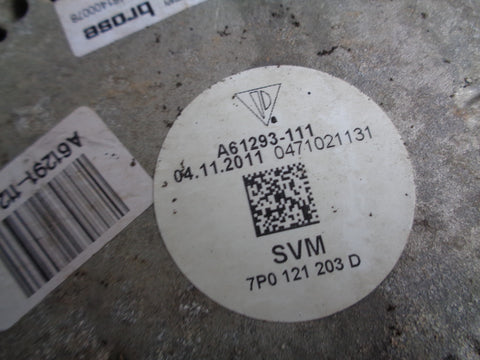 brose
A61291-112
A61293-111
04.11.2011 0471021131
SVM
7P0 121 203 D